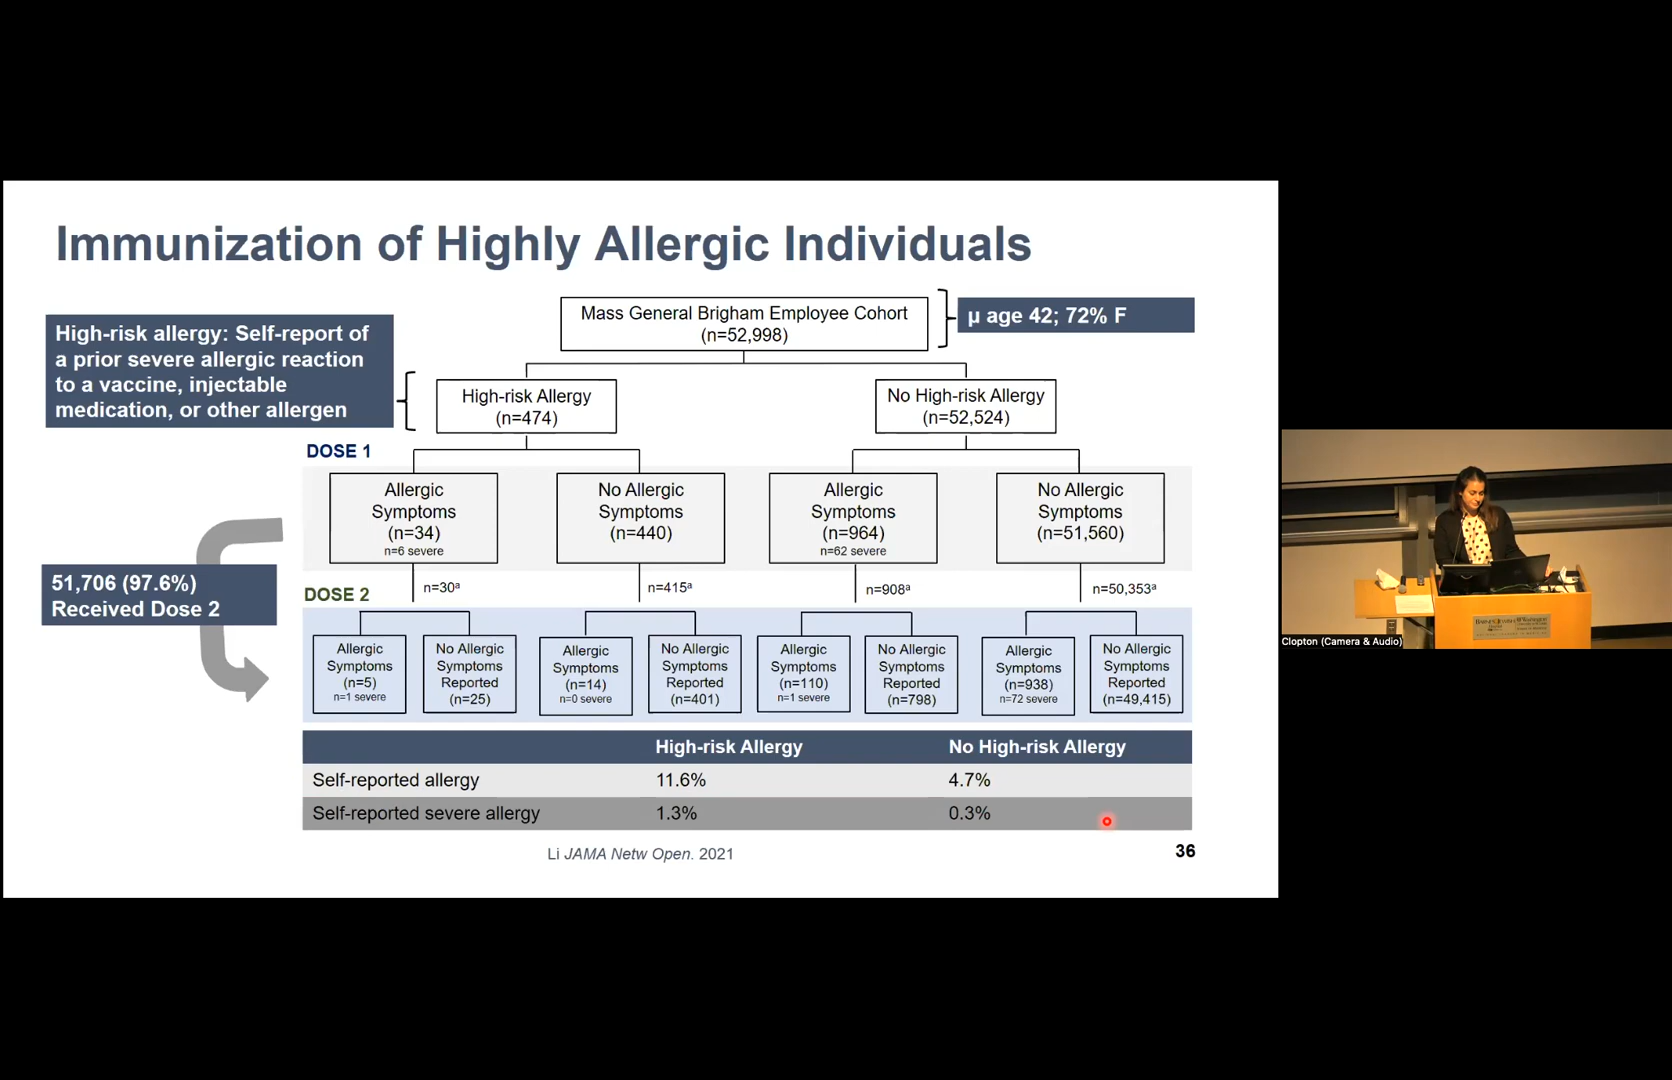 Immunization of Highly Allergic Individuals
Mass General Brigham Employee Cohort
(n=52,998)
µ age 42; 72% F
High-risk allergy: Self-report of
a prior severe allergic reaction
to a vaccine, injectable
medication, or other allergen
High-risk Allergy
(n=474)
No High-risk Allergy
(n=52,524)
DOSE 1
Allergic
Symptoms
(n=34)
n=6 severe
No Allergic
Symptoms
(n=440)
Allergic
Symptoms
(n=964)
n=62 severe
No Allergic
Symptoms
(n=51,560)
51,706 (97.6%)
Received Dose 2
DOSE 2
n=30ª
n=415ª
n=908ª
n=50,353ª
Allergic
Symptoms
(n=5)
n=1 severe
No Allergic
Symptoms
Reported
(n=25)
Allergic
Symptoms
(n=14)
n=0 severe
No Allergic
Symptoms
Reported
(n=401)
Allergic
Symptoms
(n=110)
n=1 severe
No Allergic
Symptoms
Reported
(n=798)
Allergic
Symptoms
(n=938)
n=72 severe
No Allergic
Symptoms
Reported
(n=49,415)
High-risk Allergy No High-risk Allergy
Self-reported allergy 11.6% 4.7%
Self-reported severe allergy 1.3% 0.3%
Li JAMA Netw Open. 2021
36
Clopton (Camera & Audio)